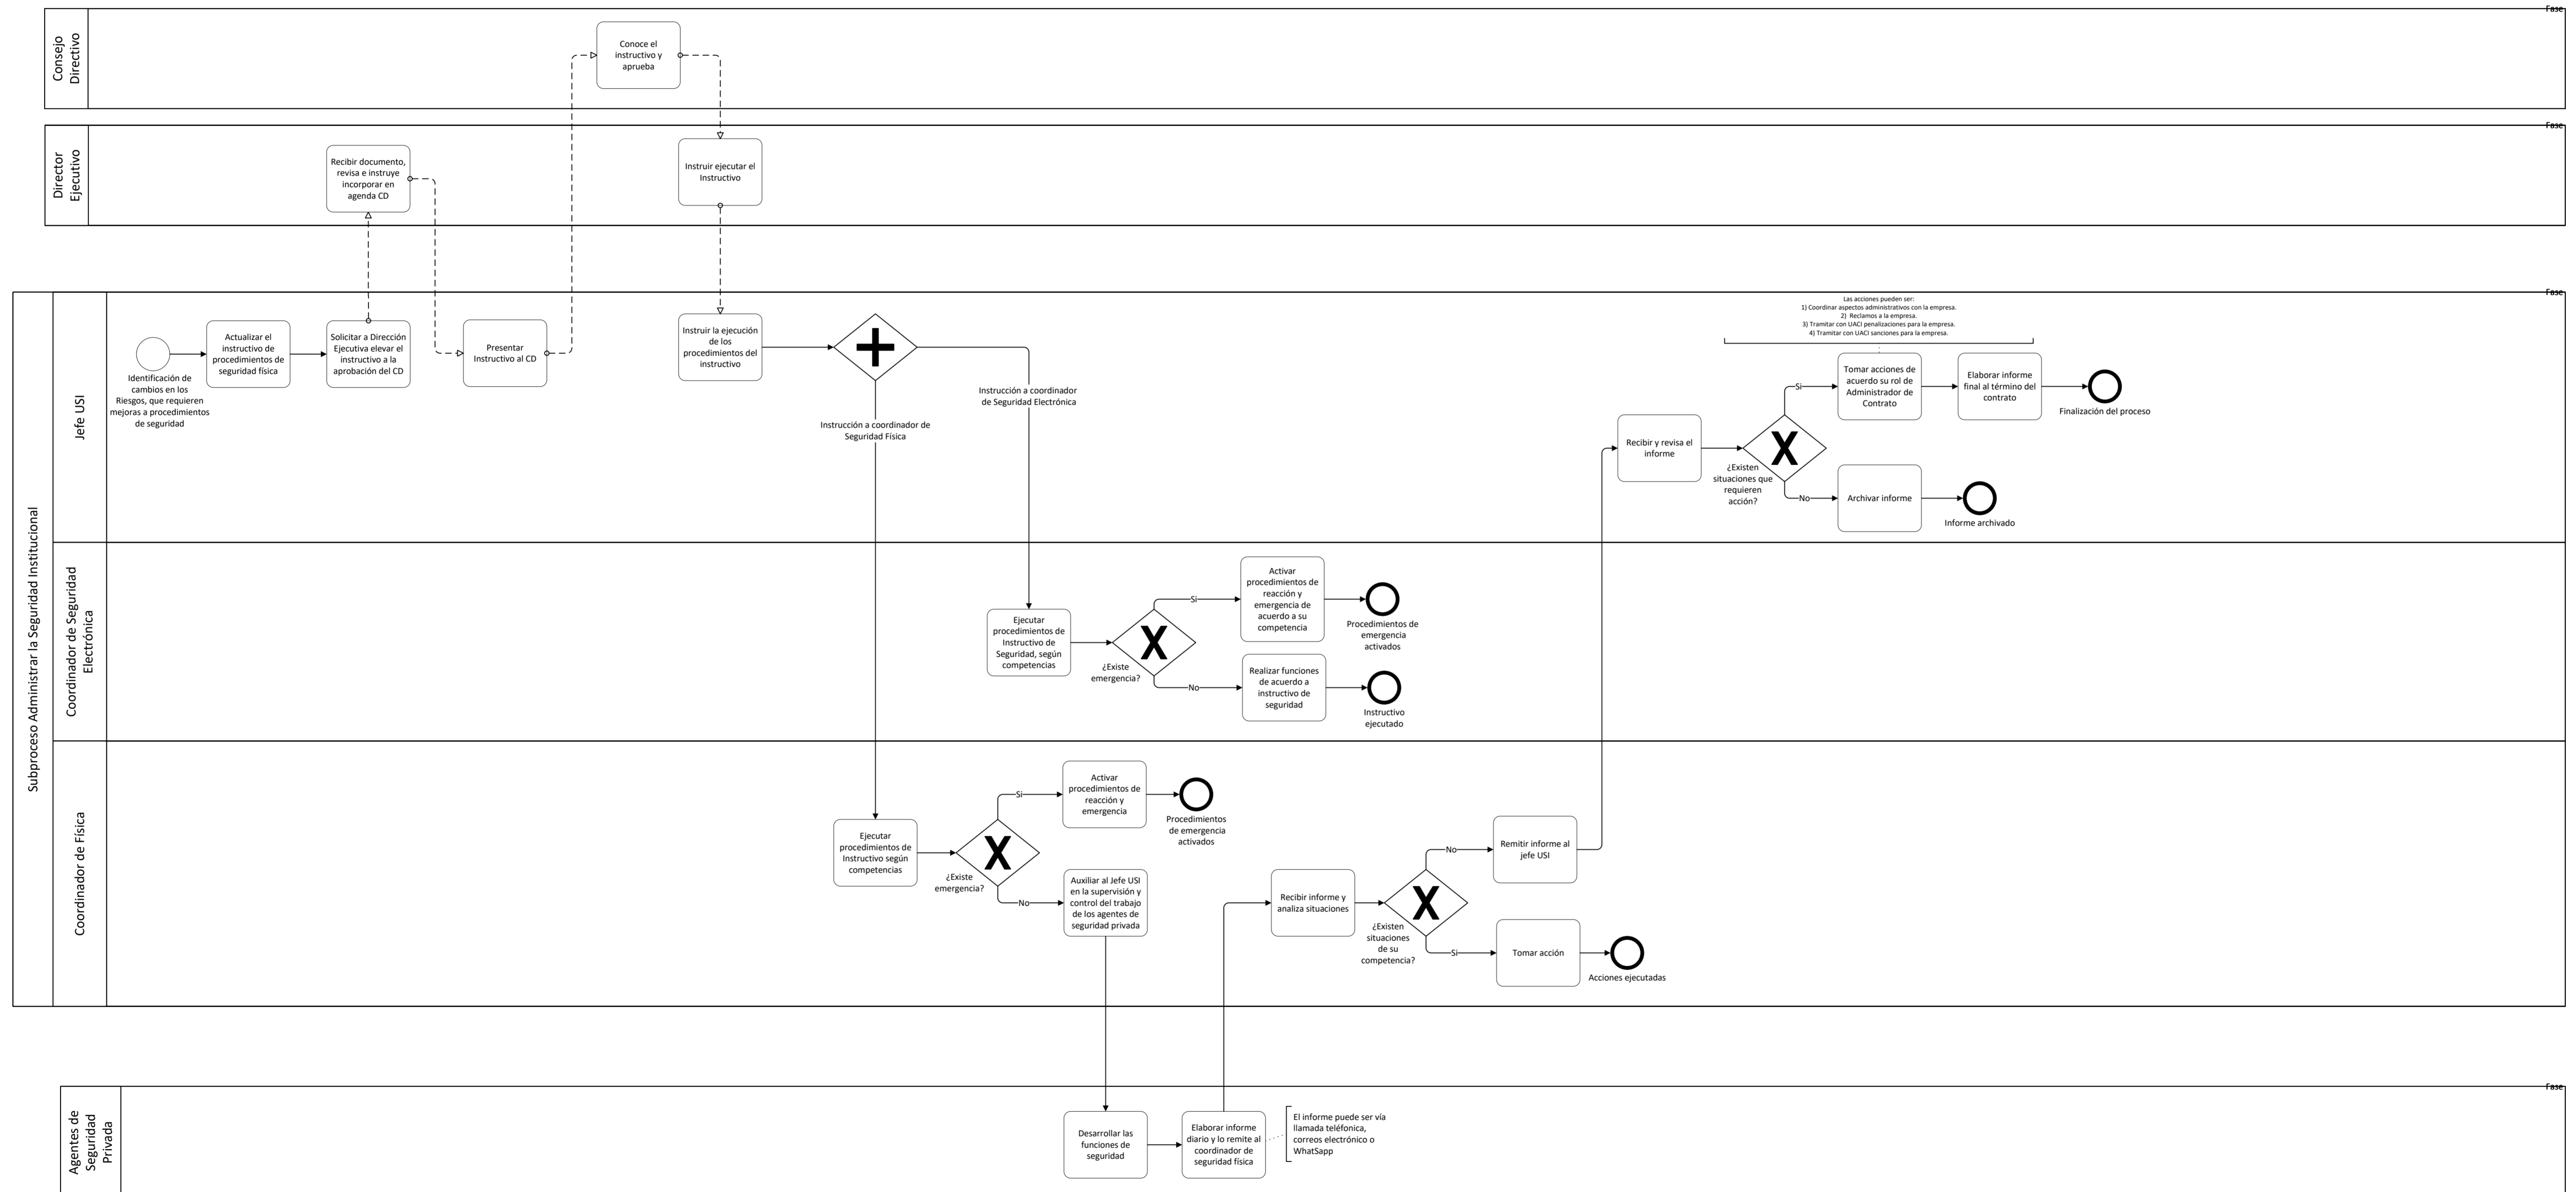 Fase
Consejo
Directivo
Conoce el
instructivo y
aprueba
Fase
Director
Ejecutivo
Recibir documento,
revisa e instruye
incorporar en
agenda CD
Instruir ejecutar el
Instructivo
Fase
Subproceso Administrar la Seguridad Institucional
Jefe USI
Identificación de
cambios en los
Riesgos, que requieren
mejoras a procedimientos
de seguridad
Actualizar el
instructivo de
procedimientos de
seguridad física
Solicitar a Dirección
Ejecutiva elevar el
instructivo a la
aprobación del CD
Presentar
Instructivo al CD
Instruir la ejecución
de los
procedimientos del
instructivo
Instrucción a coordinador
de Seguridad Electrónica
Instrucción a coordinador de
Seguridad Física
Recibir y revisa el
informe
¿Existen
situaciones que
requieren
acción?
Las acciones pueden ser:
1) Coordinar aspectos administrativos con la empresa.
2) Reclamos a la empresa.
3) Tramitar con UACI penalizaciones para la empresa.
4) Tramitar con UACI sanciones para la empresa.
Si
Tomar acciones de
acuerdo su rol de
Administrador de
Contrato
Elaborar informe
final al término del
contrato
Finalización del proceso
No
Archivar informe
Informe archivado
Coordinador de Seguridad
Electrónica
Ejecutar
procedimientos de
Instructivo de
Seguridad, según
competencias
¿Existe
emergencia?
Si
Activar
procedimientos de
reacción y
emergencia de
acuerdo a su
competencia
Procedimientos de
emergencia
activados
No
Realizar funciones
de acuerdo a
instructivo de
seguridad
Instructivo
ejecutado
Coordinador de Física
Ejecutar
procedimientos de
Instructivo según
competencias
¿Existe
emergencia?
Si
Activar
procedimientos de
reacción y
emergencia
Procedimientos
de emergencia
activados
No
Auxiliar al Jefe USI
en la supervisión y
control del trabajo
de los agentes de
seguridad privada
Recibir informe y
analiza situaciones
¿Existen
situaciones
de su
competencia?
No
Remitir informe al
jefe USI
Si
Tomar acción
Acciones ejecutadas
Fase
Agentes de
Seguridad
Privada
Desarrollar las
funciones de
seguridad
Elaborar informe
diario y lo remite al
coordinador de
seguridad física
El informe puede ser vía
llamada teléfonica,
correos electrónico o
WhatSapp